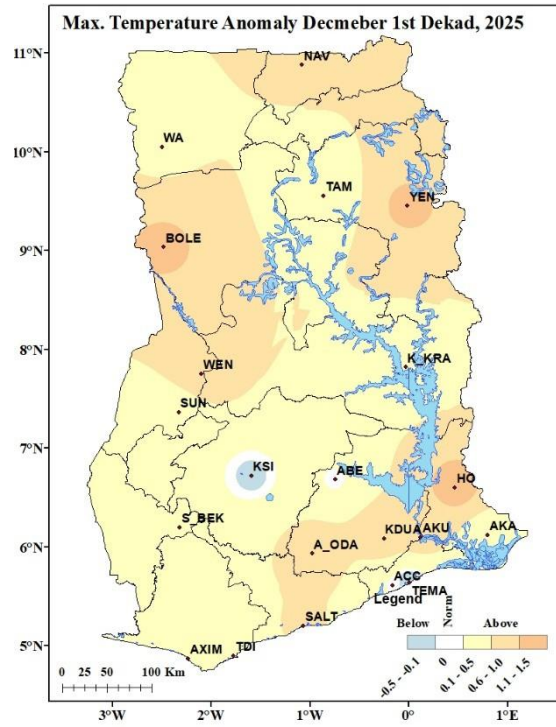 Max. Temperature Anomaly Decmeber 1st Dekad, 2025
11°N
NAV
WA
10°N
TAM
YEN
BOLE
9°N
8°N
WEN
K_KRA
SUN
7°N
KSI
ABE
HO
S_BEK
KDUA
AKU
AKA
6°N
A_ODA
ACC
TEMA
Legend
SALT
Below
Norm
Above
5°N
AXIM
TDI
-0.5 - -0.1
0
0.1 - 0.5
0.6 - 1.0
1.1 - 1.5
0 25 50 100 Km
3°W 2°W 1°W 0° 1°E